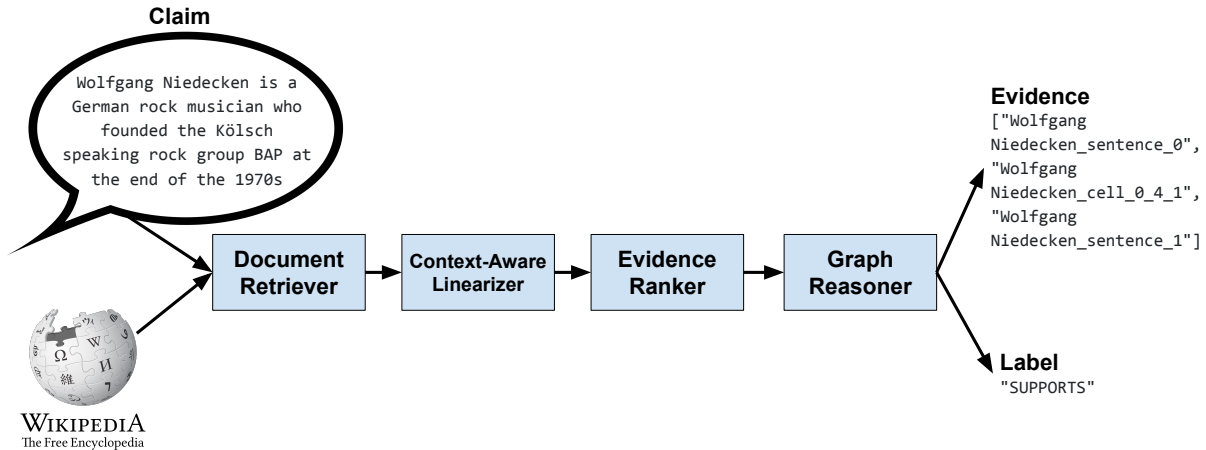 Claim
Wolfgang Niedecken is a
German rock musician who
founded the Kölsch
speaking rock group BAP at
the end of the 1970s
Document
Retriever
Context-Aware
Linearizer
Evidence
Ranker
Graph
Reasoner
Evidence
["Wolfgang
Niedecken_sentence_0",
"Wolfgang
Niedecken_cell_0_4_1",
"Wolfgang
Niedecken_sentence_1"]
Label
"SUPPORTS"
Ω
W
И
維
WIKIPEDIA
The Free Encyclopedia